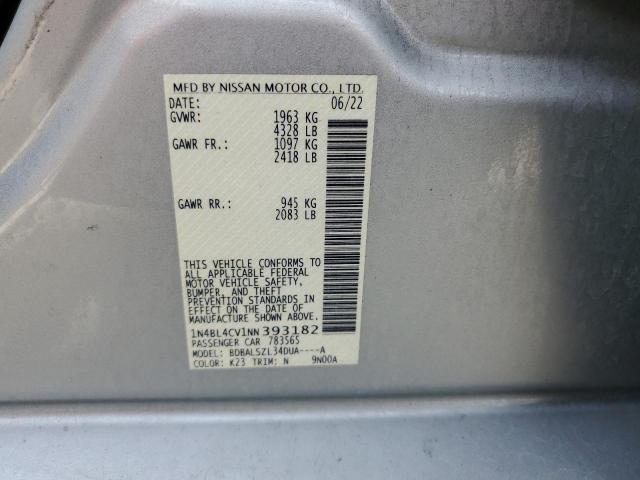 MFD BY NISSAN MOTOR CO., LTD.
DATE: 06/22
GVWR: 1963 KG
4328 LB
GAWR FR.: 1097 KG
2418 LB
GAWR RR.: 945 KG
2083 LB
THIS VEHICLE CONFORMS TO
ALL APPLICABLE FEDERAL
MOTOR VEHICLE SAFETY,
BUMPER, AND THEFT
PREVENTION STANDARDS IN
EFFECT ON THE DATE OF
MANUFACTURE SHOWN ABOVE.
1N4BL4CV1NN393182
PASSENGER CAR 783565
MODEL: BDBALSZL34DUA----A
COLOR: K23 TRIM: N 9N00A